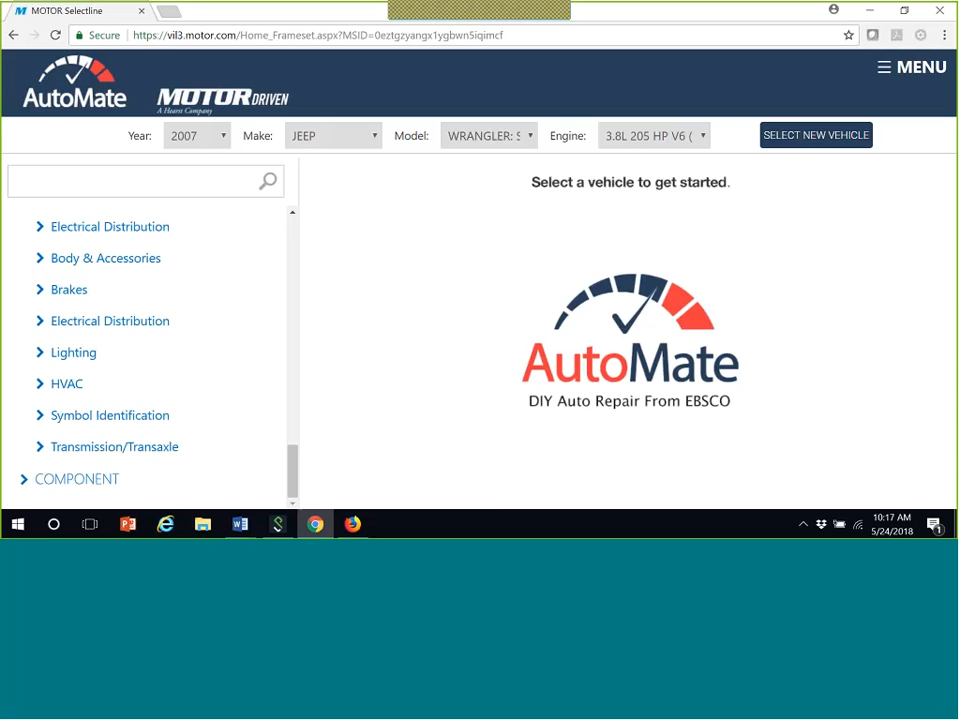 MOTOR Selectline
Secure https://vil3.motor.com/Home_Frameset.aspx?MSID=0eztgzyangx1ygbwn5iqimcf
AutoMate
MOTOR DRIVEN
A Hearst Company
MENU
Year: 2007 Make: JEEP Model: WRANGLER: S Engine: 3.8L 205 HP V6 ( SELECT NEW VEHICLE
Select a vehicle to get started.
Electrical Distribution
Body & Accessories
Brakes
Electrical Distribution
Lighting
HVAC
Symbol Identification
Transmission/Transaxle
COMPONENT
AutoMate
DIY Auto Repair From EBSCO
10:17 AM
5/24/2018
1